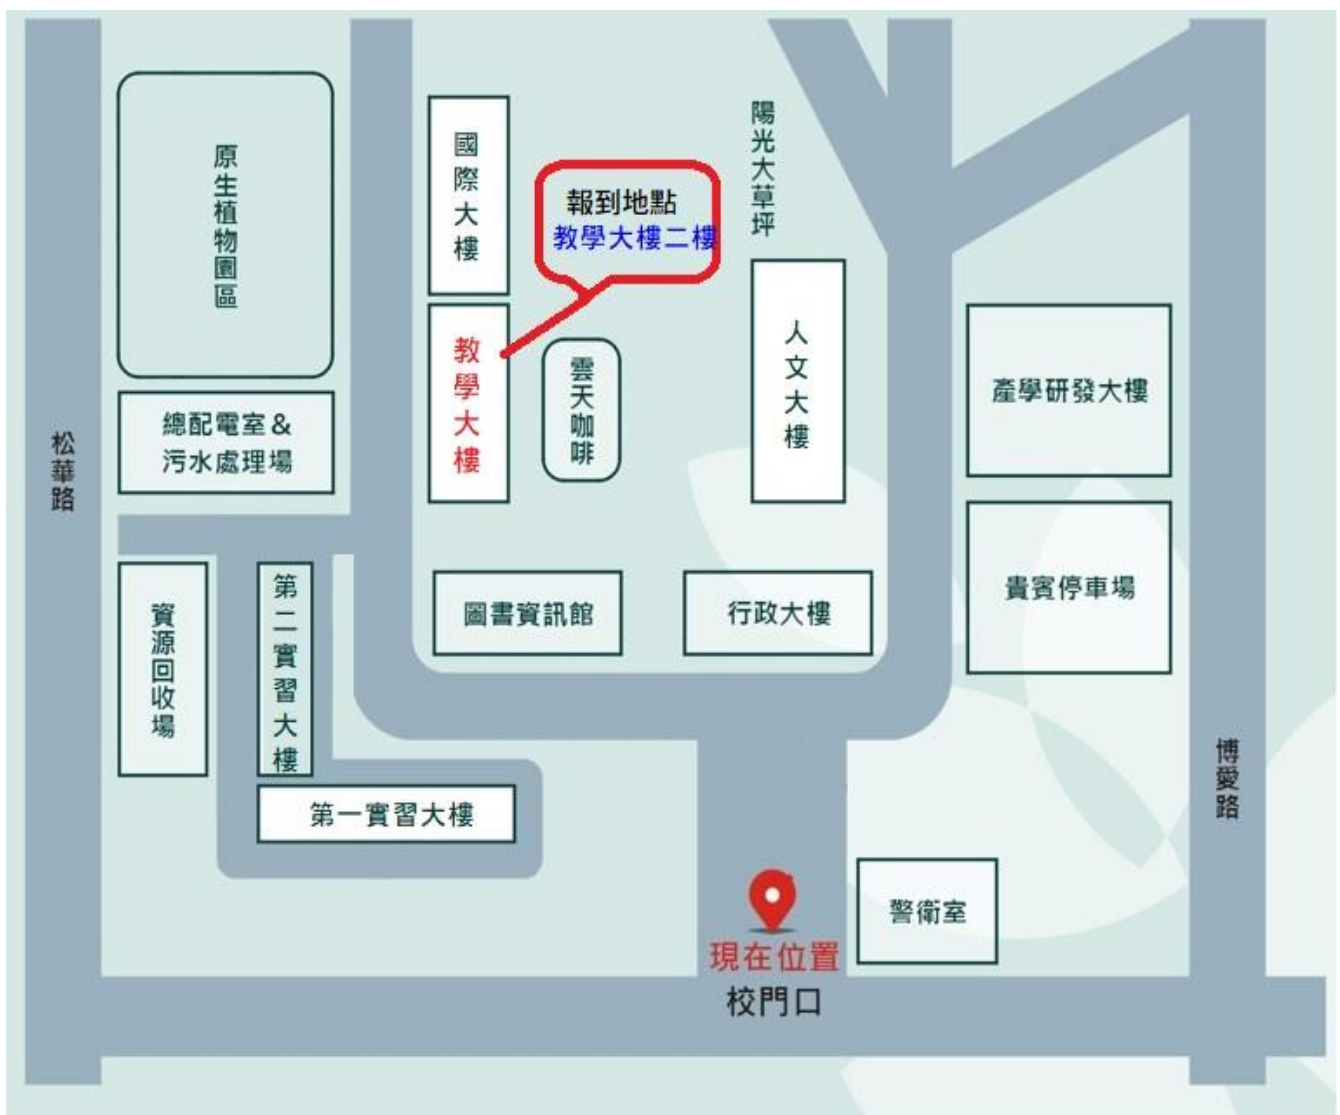 陽光大草坪
國際大樓
原生植物園區
報到地點
教學大樓二樓
人文大樓
教學大樓
雲天咖啡
產學研發大樓
總配電室&
污水處理場
松華路
第二實習大樓
資源回收場
圖書資訊館
行政大樓
貴賓停車場
博愛路
第一實習大樓
警衛室
現在位置
校門口